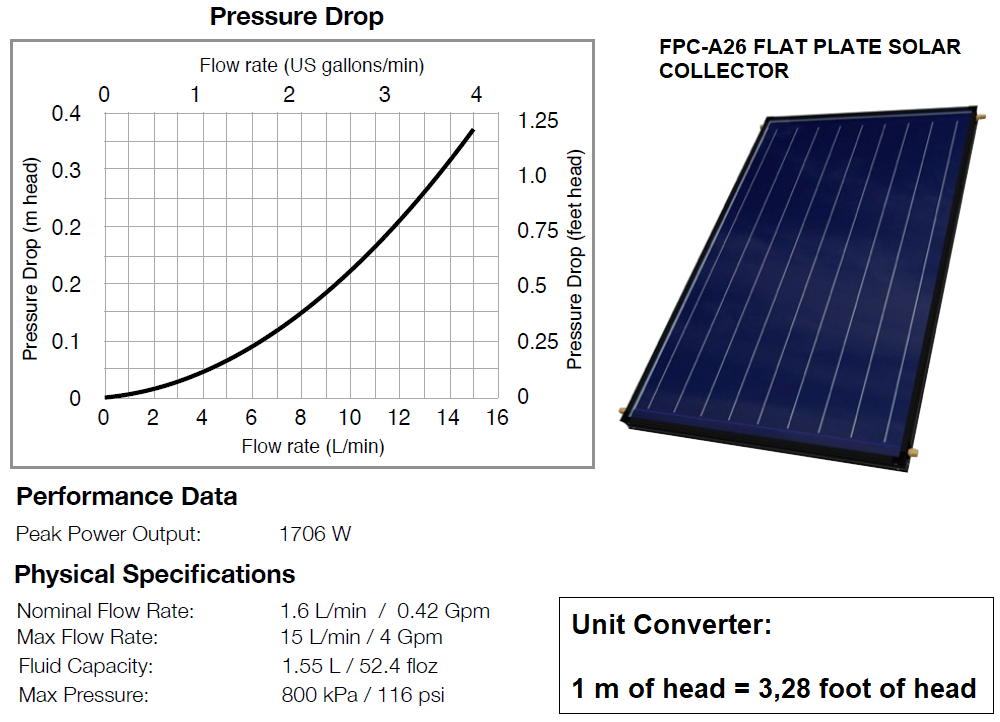 Pressure Drop
Flow rate (US gallons/min)
0 1 2 3 4
0.4
0.3
0.2
0.2
0.1
0
Pressure Drop (m head)
1.25
1.0
0.75
0.5
0.25
0
Pressure Drop (feet head)
0 2 4 6 8 10 12 14 16
Flow rate (L/min)
FPC-A26 FLAT PLATE SOLAR
COLLECTOR
Performance Data
Peak Power Output: 1706 W
Physical Specifications
Nominal Flow Rate: 1.6 L/min / 0.42 Gpm
Max Flow Rate: 15 L/min / 4 Gpm
Fluid Capacity: 1.55 L / 52.4 floz
Max Pressure: 800 kPa / 116 psi
Unit Converter:
1 m of head = 3,28 foot of head